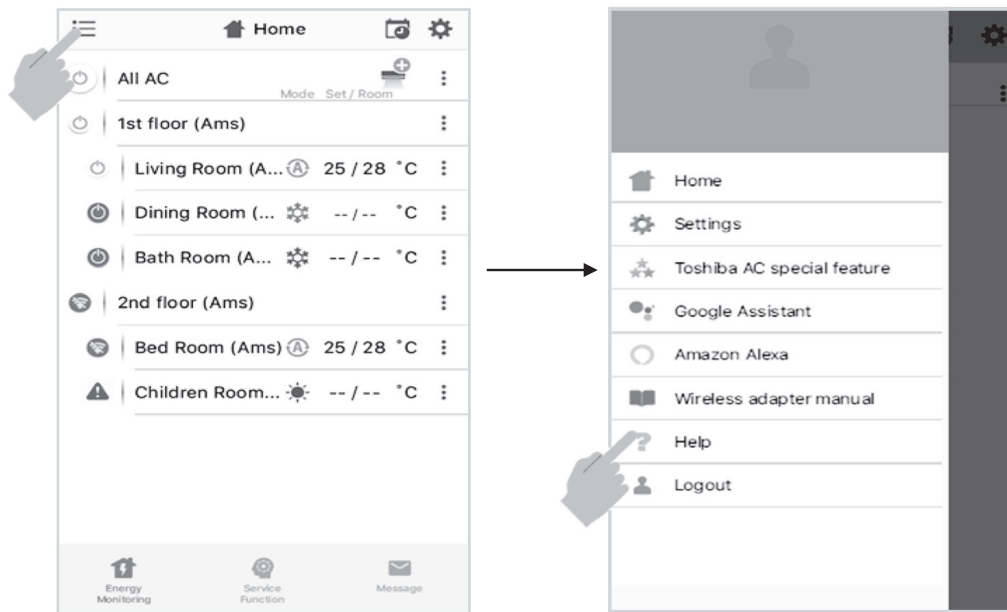 Home
All AC
Mode Set / Room
1st floor (Ams)
Living Room (A... 25 / 28 °C
Dining Room (... -- / -- °C
Bath Room (A... -- / -- °C
2nd floor (Ams)
Bed Room (Ams) 25 / 28 °C
Children Room... -- / -- °C
Energy
Monitoring
Service
Function
Message
Home
Settings
Toshiba AC special feature
Google Assistant
Amazon Alexa
Wireless adapter manual
Help
Logout